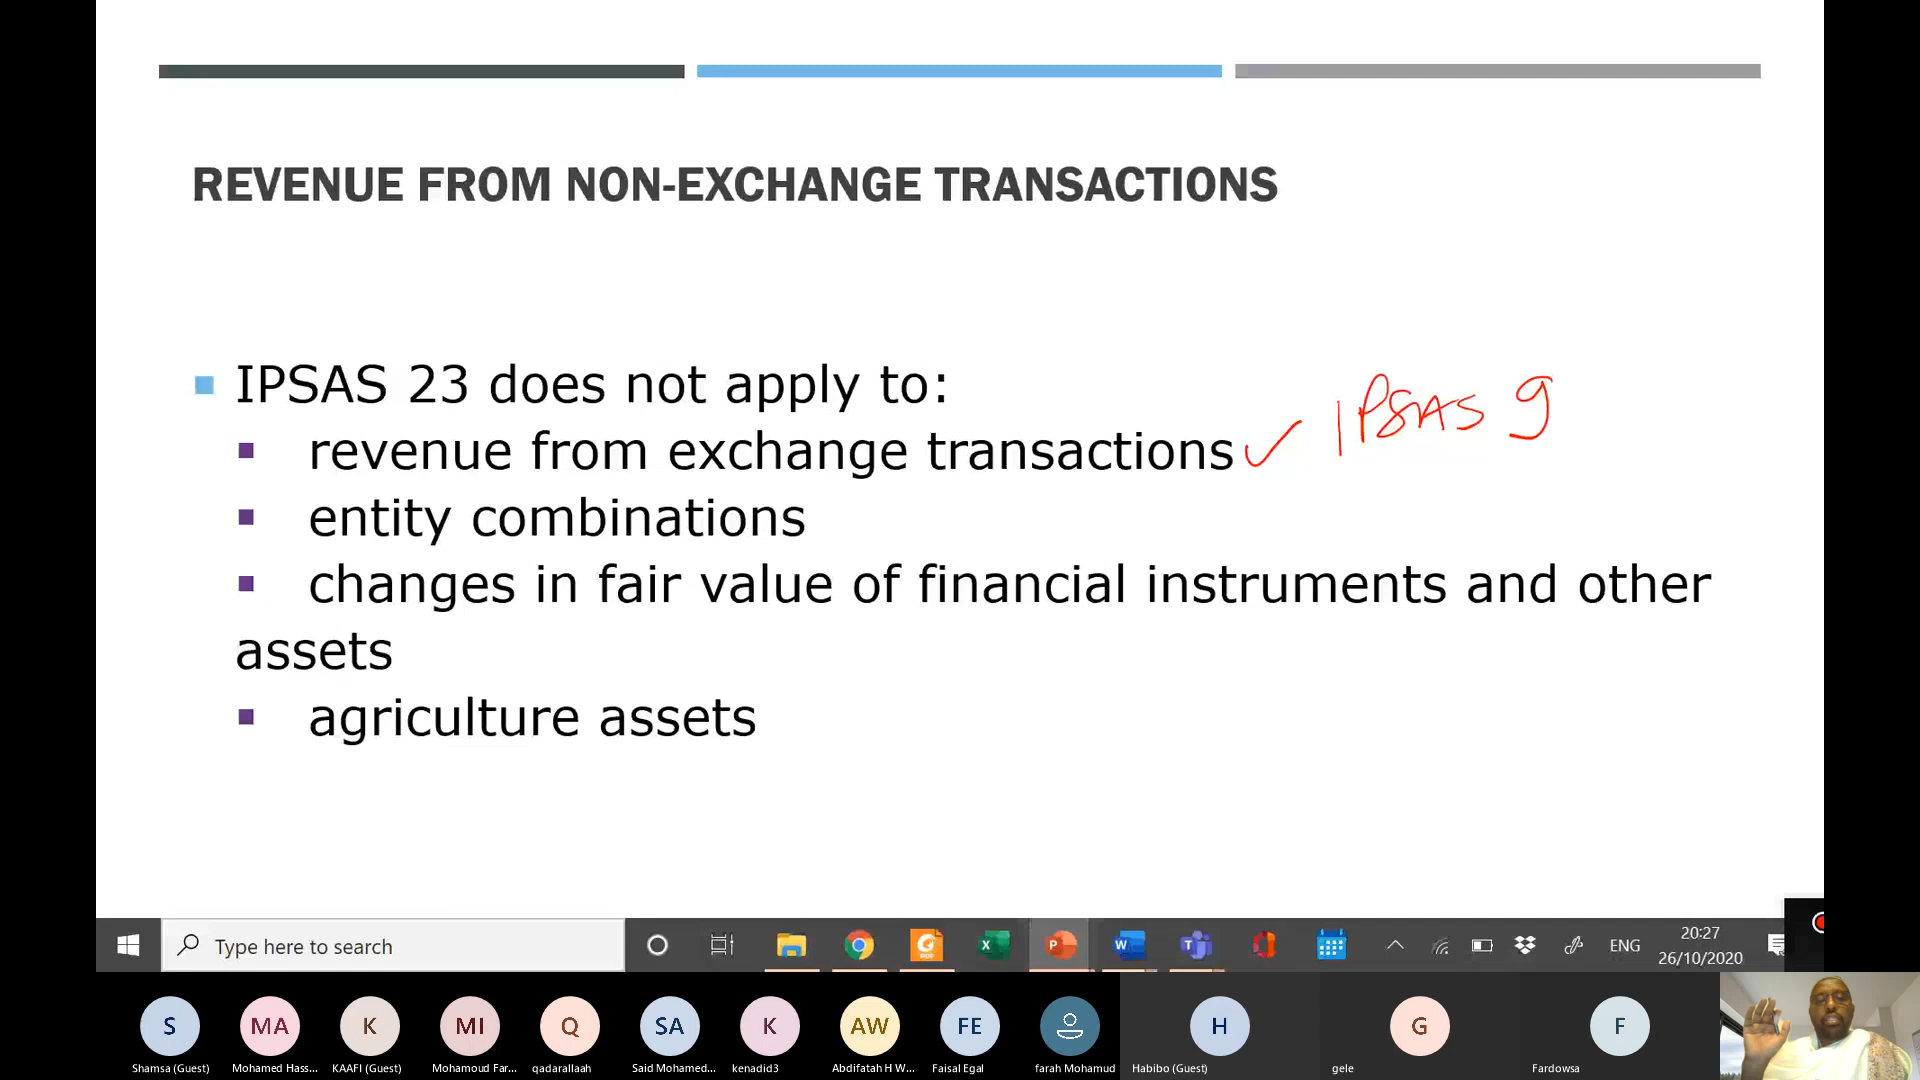 REVENUE FROM NON-EXCHANGE TRANSACTIONS
IPSAS 23 does not apply to:
revenue from exchange transactions
IPSAS 9
entity combinations
changes in fair value of financial instruments and other
assets
agriculture assets
Type here to search
ENG
20:27
26/10/2020
S
MA
K
MI
Q
SA
K
AW
FE
H
G
F
Shamsa (Guest)
Mohamed Hass...
KAAFI (Guest)
Mohamoud Far...
qadarallaah
Said Mohamed...
kenadid3
Abdifatah H W...
Faisal Egal
farah Mohamud
Habibo (Guest)
gele
Fardowsa